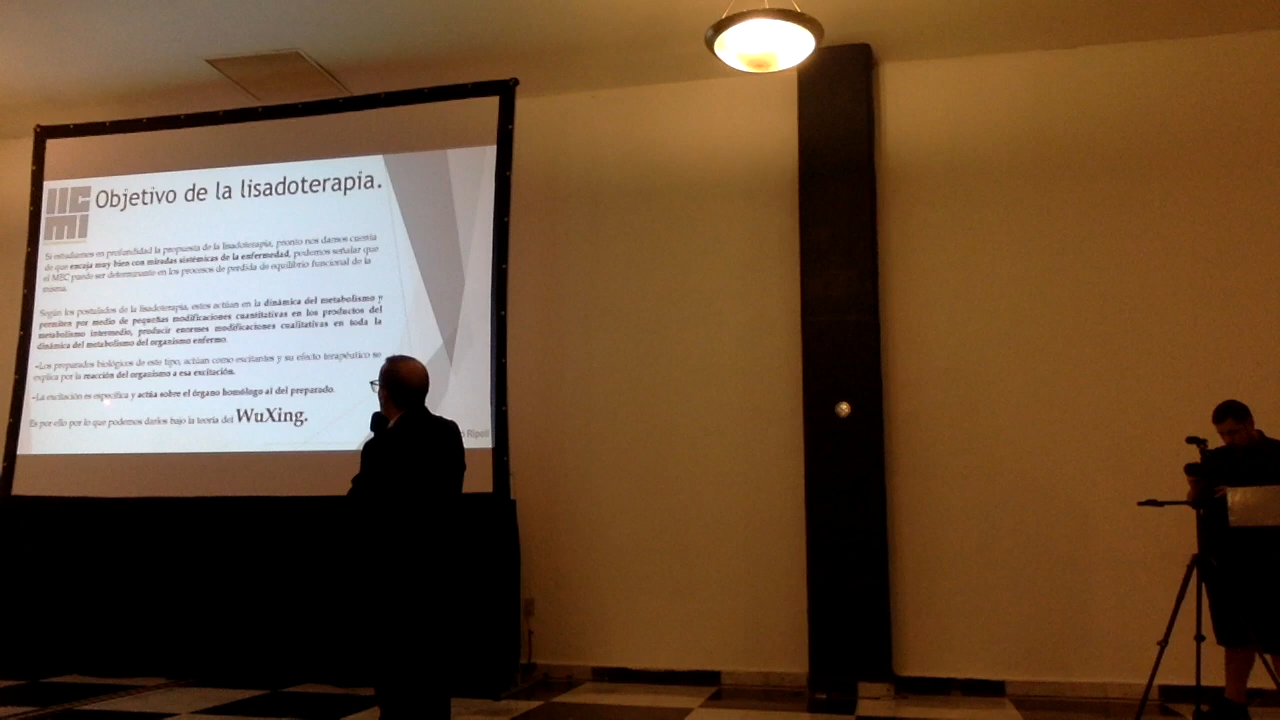 IIC
MI
Objetivo de la lisadoterapia.
Si estudiamos en profundidad la propuesta de la lisadoterapia, pronto nos damos cuenta
de que encaja muy bien con miradas sistémicas de la enfermedad, podemos señalar que
el MEC puede ser determinante en los procesos de perdida de equilibrio funcional de la
misma.
Según los postulados de la lisadoterapia, estos actúan en la dinámica del metabolismo y
permiten por medio de pequeñas modificaciones cuantitativas en los productos del
metabolismo intermedio, producir enormes modificaciones cualitativas en toda la
dinámica del metabolismo del organismo enfermo.
-Los preparados biológicos de este tipo, actúan como excitantes y su efecto terapéutico se
explica por la reacción del organismo a esa excitación.
-La excitación es específica y actúa sobre el órgano homólogo al del preparado.
Es por ello por lo que podemos darlos bajo la teoría del WuXing.
Ripoll